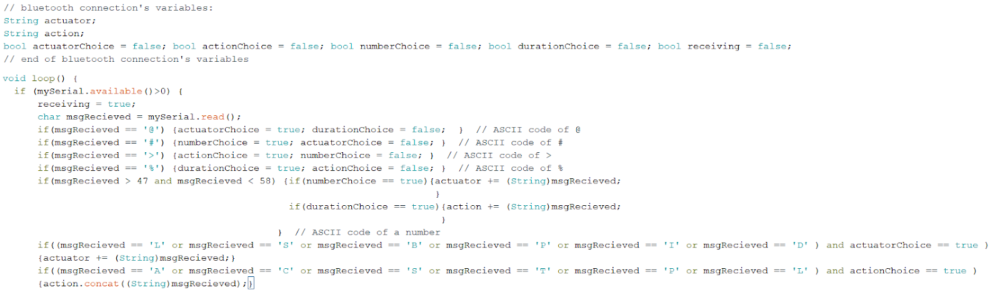 // bluetooth connection's variables:
String actuator;
String action;
bool actuatorChoice = false; bool actionChoice = false; bool numberChoice = false; bool durationChoice = false; bool receiving = false;
// end of bluetooth connection's variables
void loop() {
  if (mySerial.available()>0) {
      receiving = true;
      char msgRecieved = mySerial.read();
      if(msgRecieved == '@') {actuatorChoice = true; durationChoice = false;  }  // ASCII code of @
      if(msgRecieved == '#') {numberChoice = true; actuatorChoice = false; }  // ASCII code of #
      if(msgRecieved == '>') {actionChoice = true; numberChoice = false; }  // ASCII code of >
      if(msgRecieved == '%') {durationChoice = true; actionChoice = false; }  // ASCII code of %
      if(msgRecieved > 47 and msgRecieved < 58) {if(numberChoice == true){actuator += (String)msgRecieved;
                                                                          }
                                                 if(durationChoice == true){action += (String)msgRecieved;
                                                                           }
                                               }  // ASCII code of a number
      if((msgRecieved == 'L' or msgRecieved == 'S' or msgRecieved == 'B' or msgRecieved == 'P' or msgRecieved == 'I' or msgRecieved == 'D' ) and actuatorChoice == true )
      {actuator += (String)msgRecieved;}
      if((msgRecieved == 'A' or msgRecieved == 'C' or msgRecieved == 'S' or msgRecieved == 'T' or msgRecieved == 'P' or msgRecieved == 'L' ) and actionChoice == true )
      {action.concat((String)msgRecieved);}